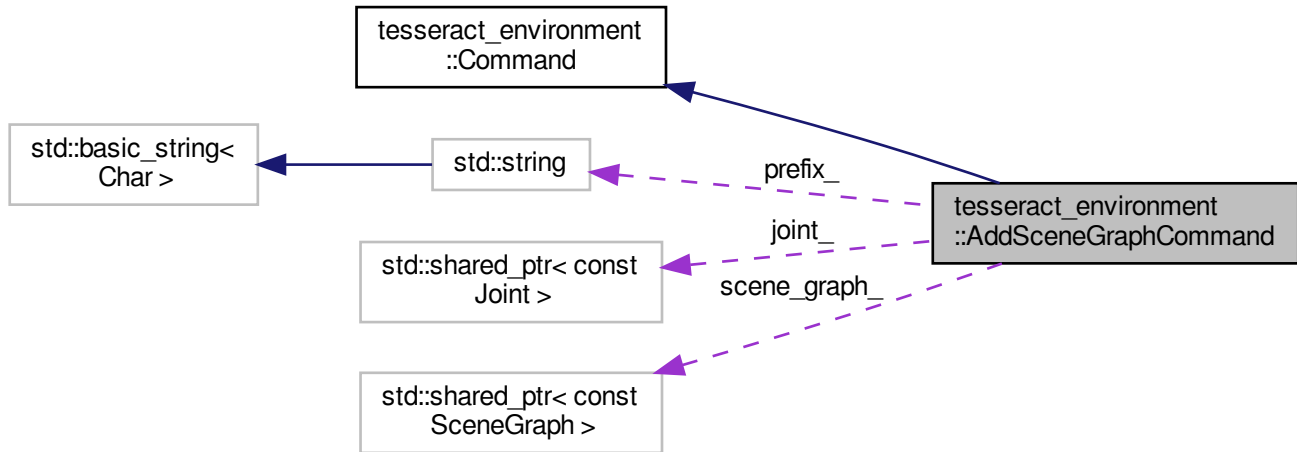 tesseract_environment
::Command
std::basic_string<
Char >
std::string
prefix_
tesseract_environment
::AddSceneGraphCommand
joint_
std::shared_ptr< const
Joint >
scene_graph_
std::shared_ptr< const
SceneGraph >